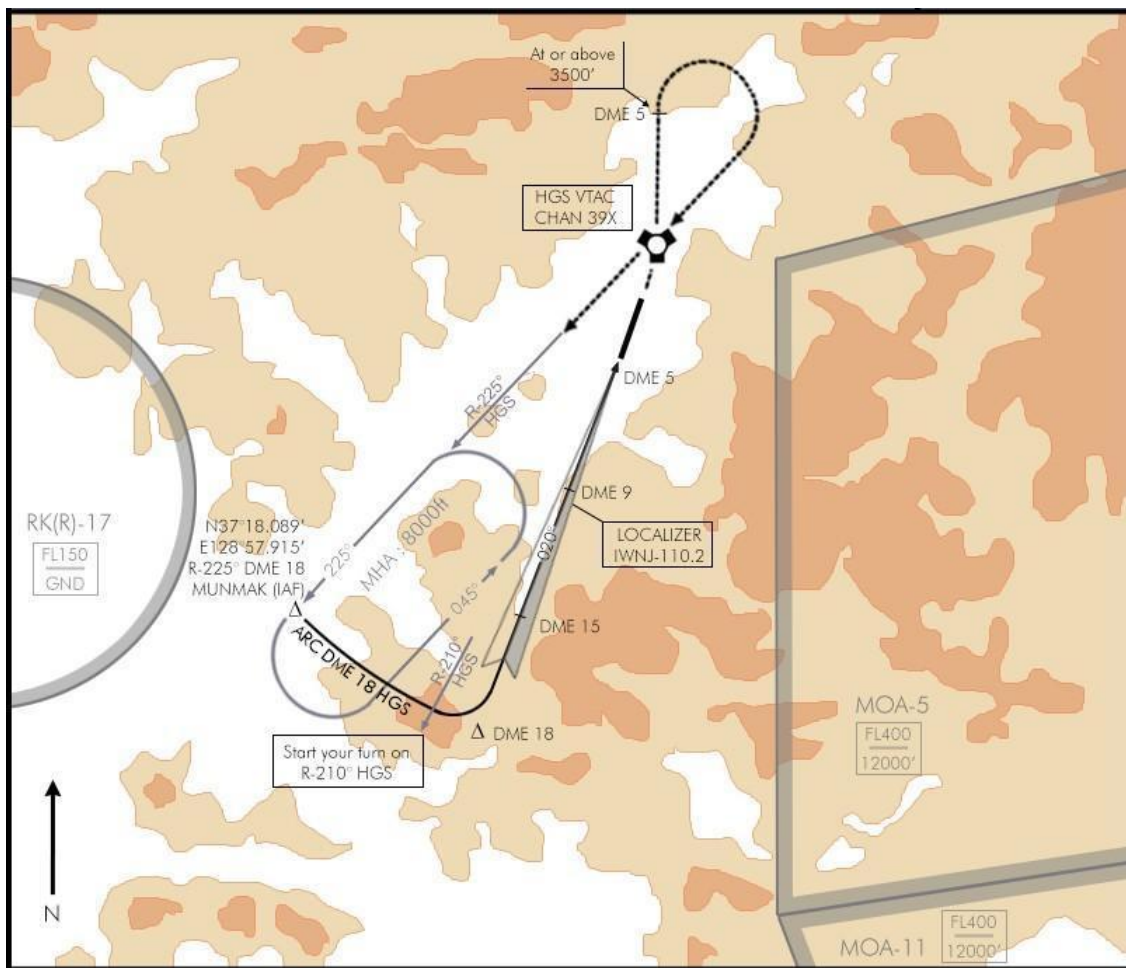 At or above
3500'
DME 5
HGS VTAC
CHAN 39X
DME 5
R-225°
HGS
DME 9
LOCALIZER
IWNJ-110.2
020°
RK(R)-17
FL150
GND
N37°18.089'
E128°57.915'
R-225° DME 18
MUNMAK (IAF)
225°
MHA : 8000ft
045°
DME 15
ARC DME 18 HGS
R-210°
HGS
DME 18
Start your turn on
R-210° HGS
MOA-5
FL400
12000'
N
MOA-11
FL400
12000'